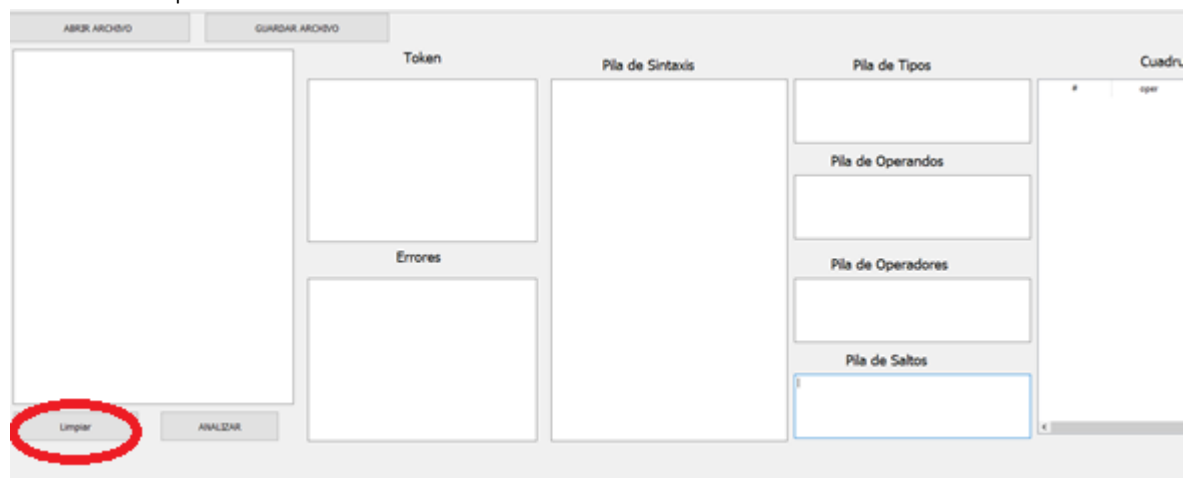 ABRIR ARCHIVO
GUARDAR ARCHIVO
Token
Pila de Sintaxis
Pila de Tipos
Cuadru
#
oper
Pila de Operandos
Errores
Pila de Operadores
Pila de Saltos
Limpiar
ANALIZAR